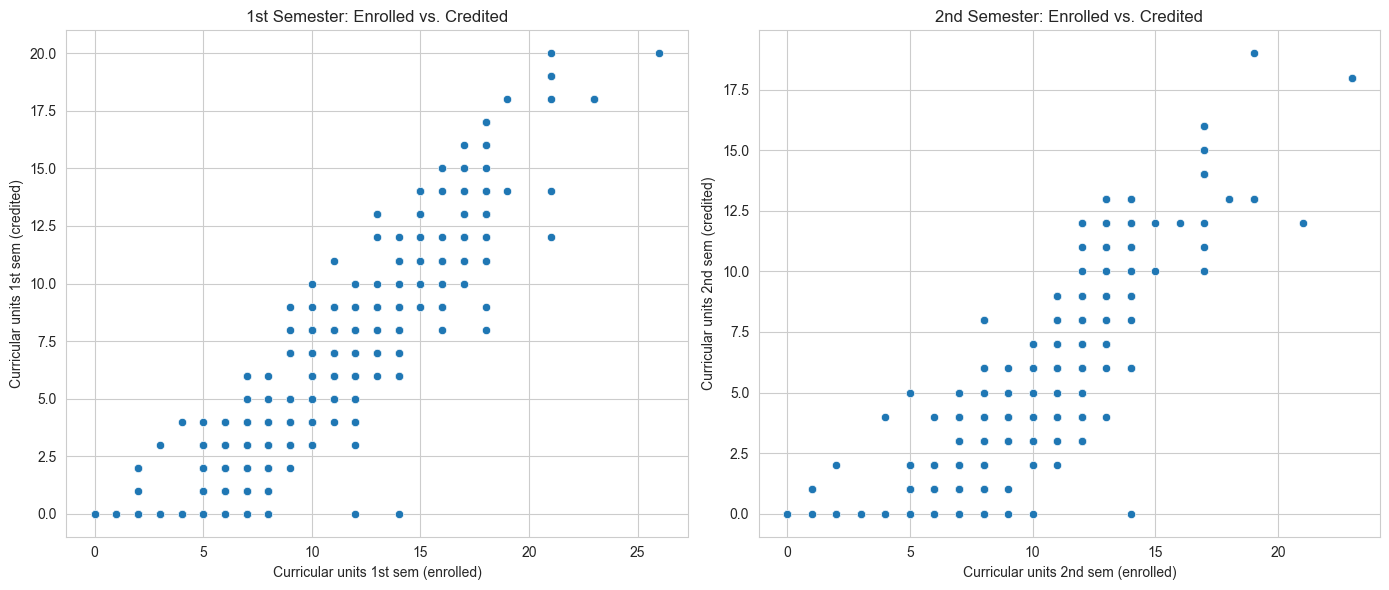 1st Semester: Enrolled vs. Credited
Curricular units 1st sem (credited)
20.0
17.5
15.0
12.5
10.0
7.5
5.0
2.5
0.0
0 5 10 15 20 25
Curricular units 1st sem (enrolled)
2nd Semester: Enrolled vs. Credited
Curricular units 2nd sem (credited)
17.5
15.0
12.5
10.0
7.5
5.0
2.5
0.0
0 5 10 15 20
Curricular units 2nd sem (enrolled)